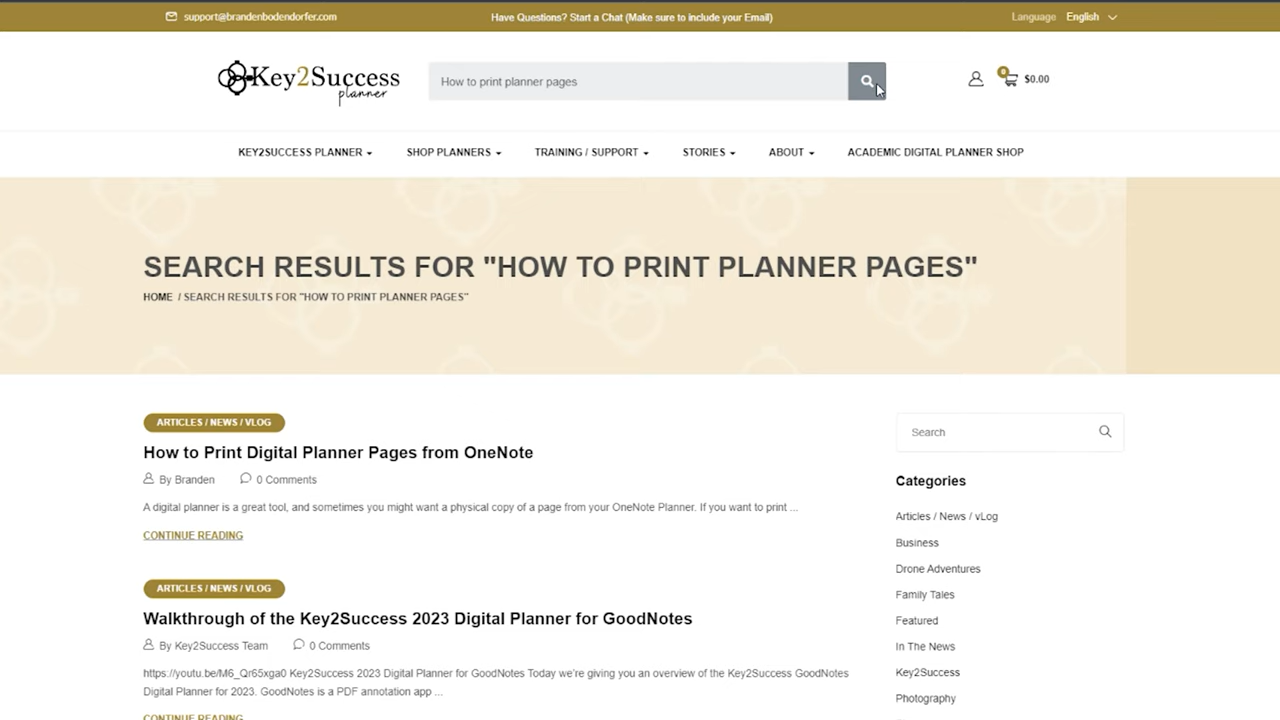 support@brandenbodendorfer.com
Have Questions? Start a Chat (Make sure to include your Email)
Language English
Key2Success
planner
How to print planner pages
0
$0.00
KEY2SUCCESS PLANNER
SHOP PLANNERS
TRAINING / SUPPORT
STORIES
ABOUT
ACADEMIC DIGITAL PLANNER SHOP
SEARCH RESULTS FOR "HOW TO PRINT PLANNER PAGES"
HOME / SEARCH RESULTS FOR "HOW TO PRINT PLANNER PAGES"
ARTICLES / NEWS / VLOG
How to Print Digital Planner Pages from OneNote
By Branden 0 Comments
A digital planner is a great tool, and sometimes you might want a physical copy of a page from your OneNote Planner. If you want to print ...
CONTINUE READING
ARTICLES / NEWS / VLOG
Walkthrough of the Key2Success 2023 Digital Planner for GoodNotes
By Key2Success Team 0 Comments
https://youtu.be/M6_Qr65xga0 Key2Success 2023 Digital Planner for GoodNotes Today we're giving you an overview of the Key2Success GoodNotes
Digital Planner for 2023. GoodNotes is a PDF annotation app ...
CONTINUE READING
Search
Categories
Articles / News / vLog
Business
Drone Adventures
Family Tales
Featured
In The News
Key2Success
Photography